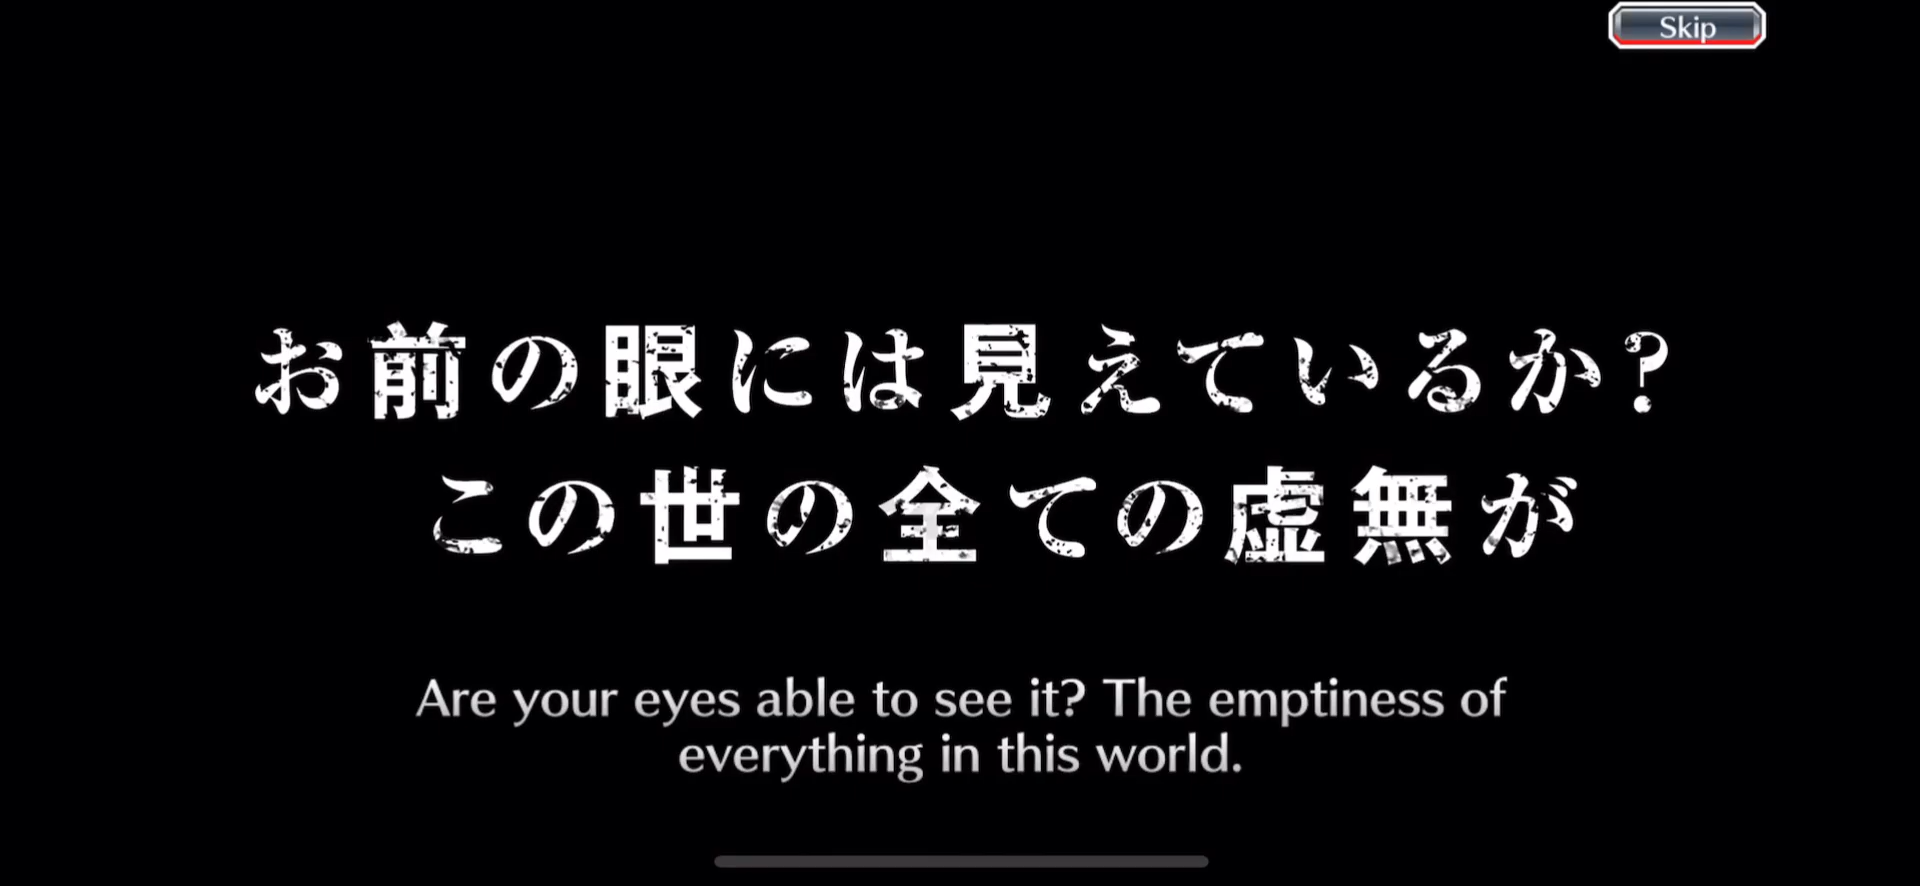 Skip
お前の眼には見えているか?
この世の全ての虚無が
Are your eyes able to see it? The emptiness of
everything in this world.